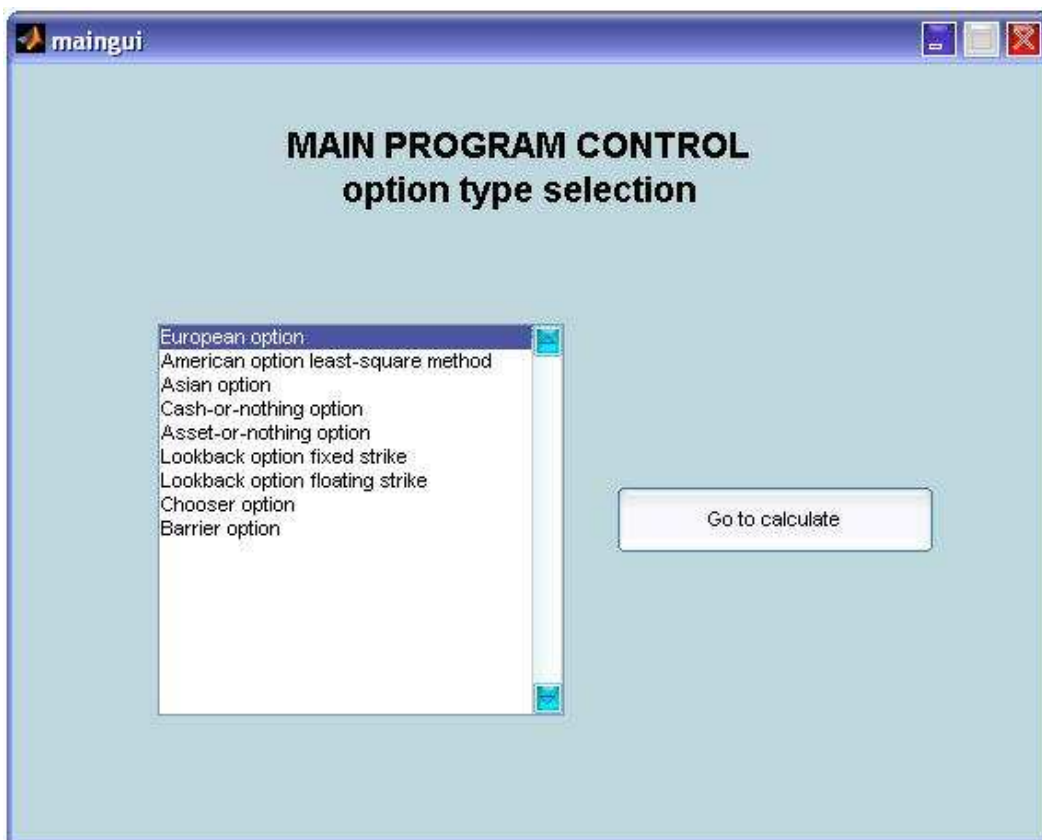 maingui
MAIN PROGRAM CONTROL
option type selection
European option
American option least-square method
Asian option
Cash-or-nothing option
Asset-or-nothing option
Lookback option fixed strike
Lookback option floating strike
Chooser option
Barrier option
Go to calculate